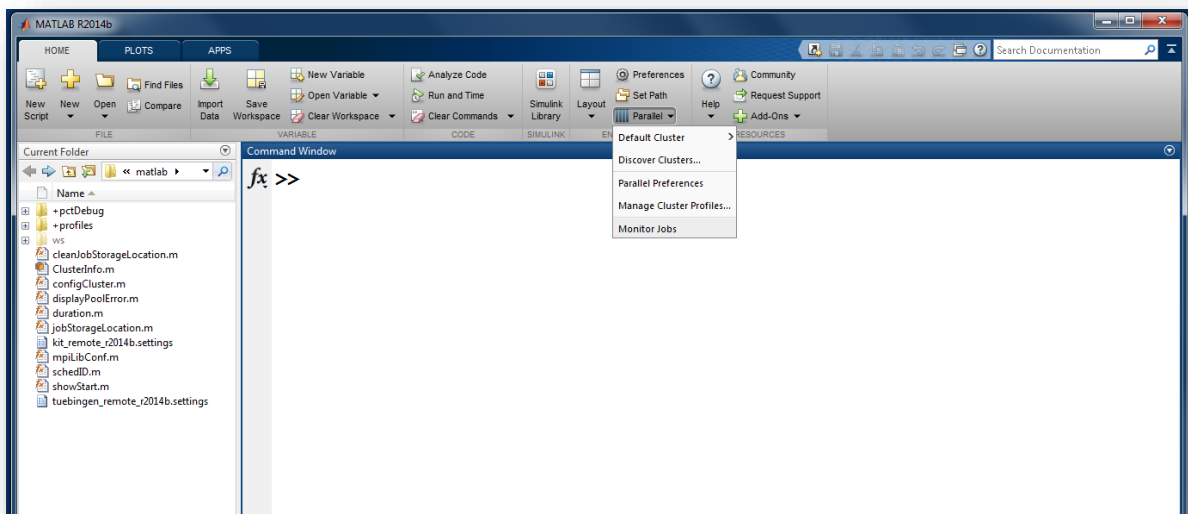 MATLAB R2014b
HOME PLOTS APPS
Search Documentation
New Script
New
Open
Find Files
Compare
Import Data
Save Workspace
New Variable
Open Variable
Clear Workspace
Analyze Code
Run and Time
Clear Commands
Simulink Library
Layout
Preferences
Set Path
Parallel
Help
Community
Request Support
Add-Ons
FILE VARIABLE CODE SIMULINK EN RESOURCES
Default Cluster
Discover Clusters...
Parallel Preferences
Manage Cluster Profiles...
Monitor Jobs
Current Folder
« matlab
Name
+pctDebug
+profiles
ws
cleanJobStorageLocation.m
ClusterInfo.m
configCluster.m
displayPoolError.m
duration.m
jobStorageLocation.m
kit_remote_r2014b.settings
mpiLibConf.m
schedID.m
showStart.m
tuebingen_remote_r2014b.settings
Command Window
fx >>